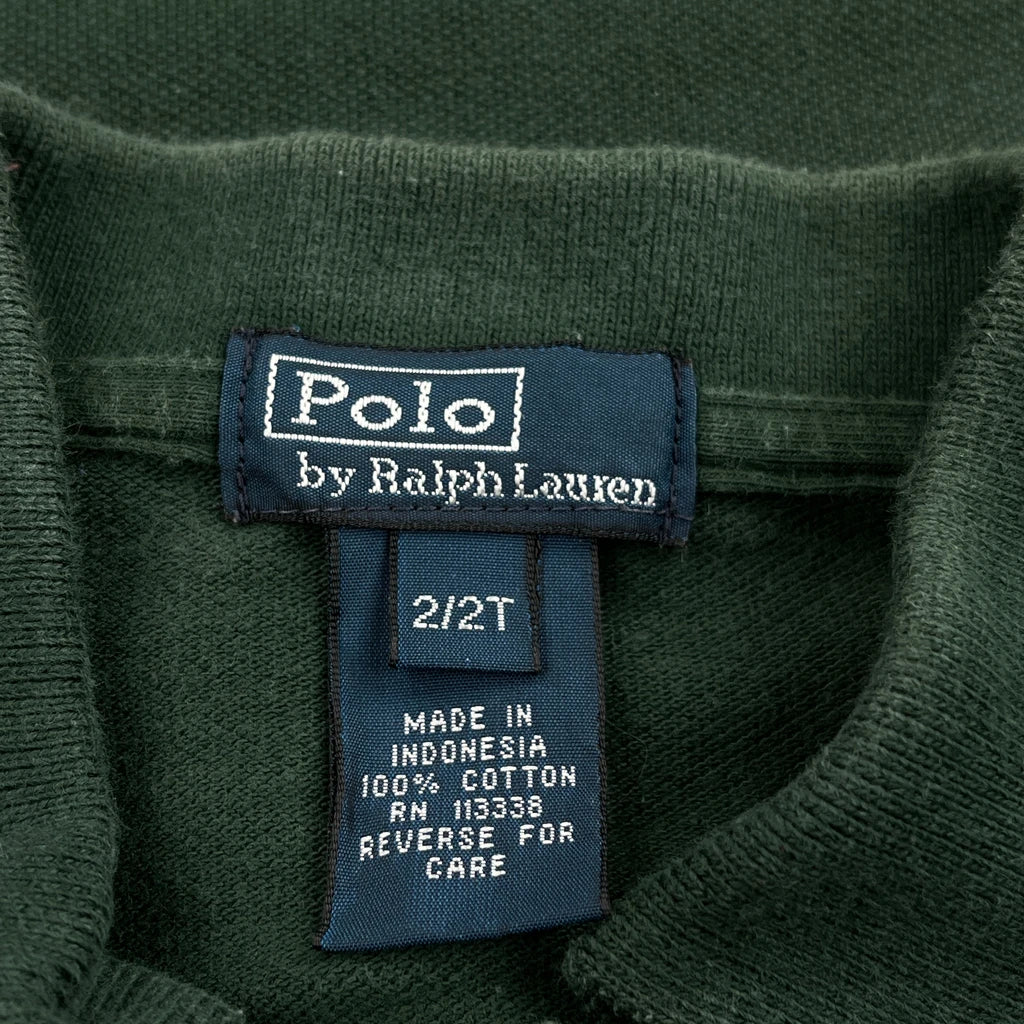 Polo
by Ralph Lauren
2/2T
MADE IN
INDONESIA
100% COTTON
RN 113338
REVERSE FOR
CARE